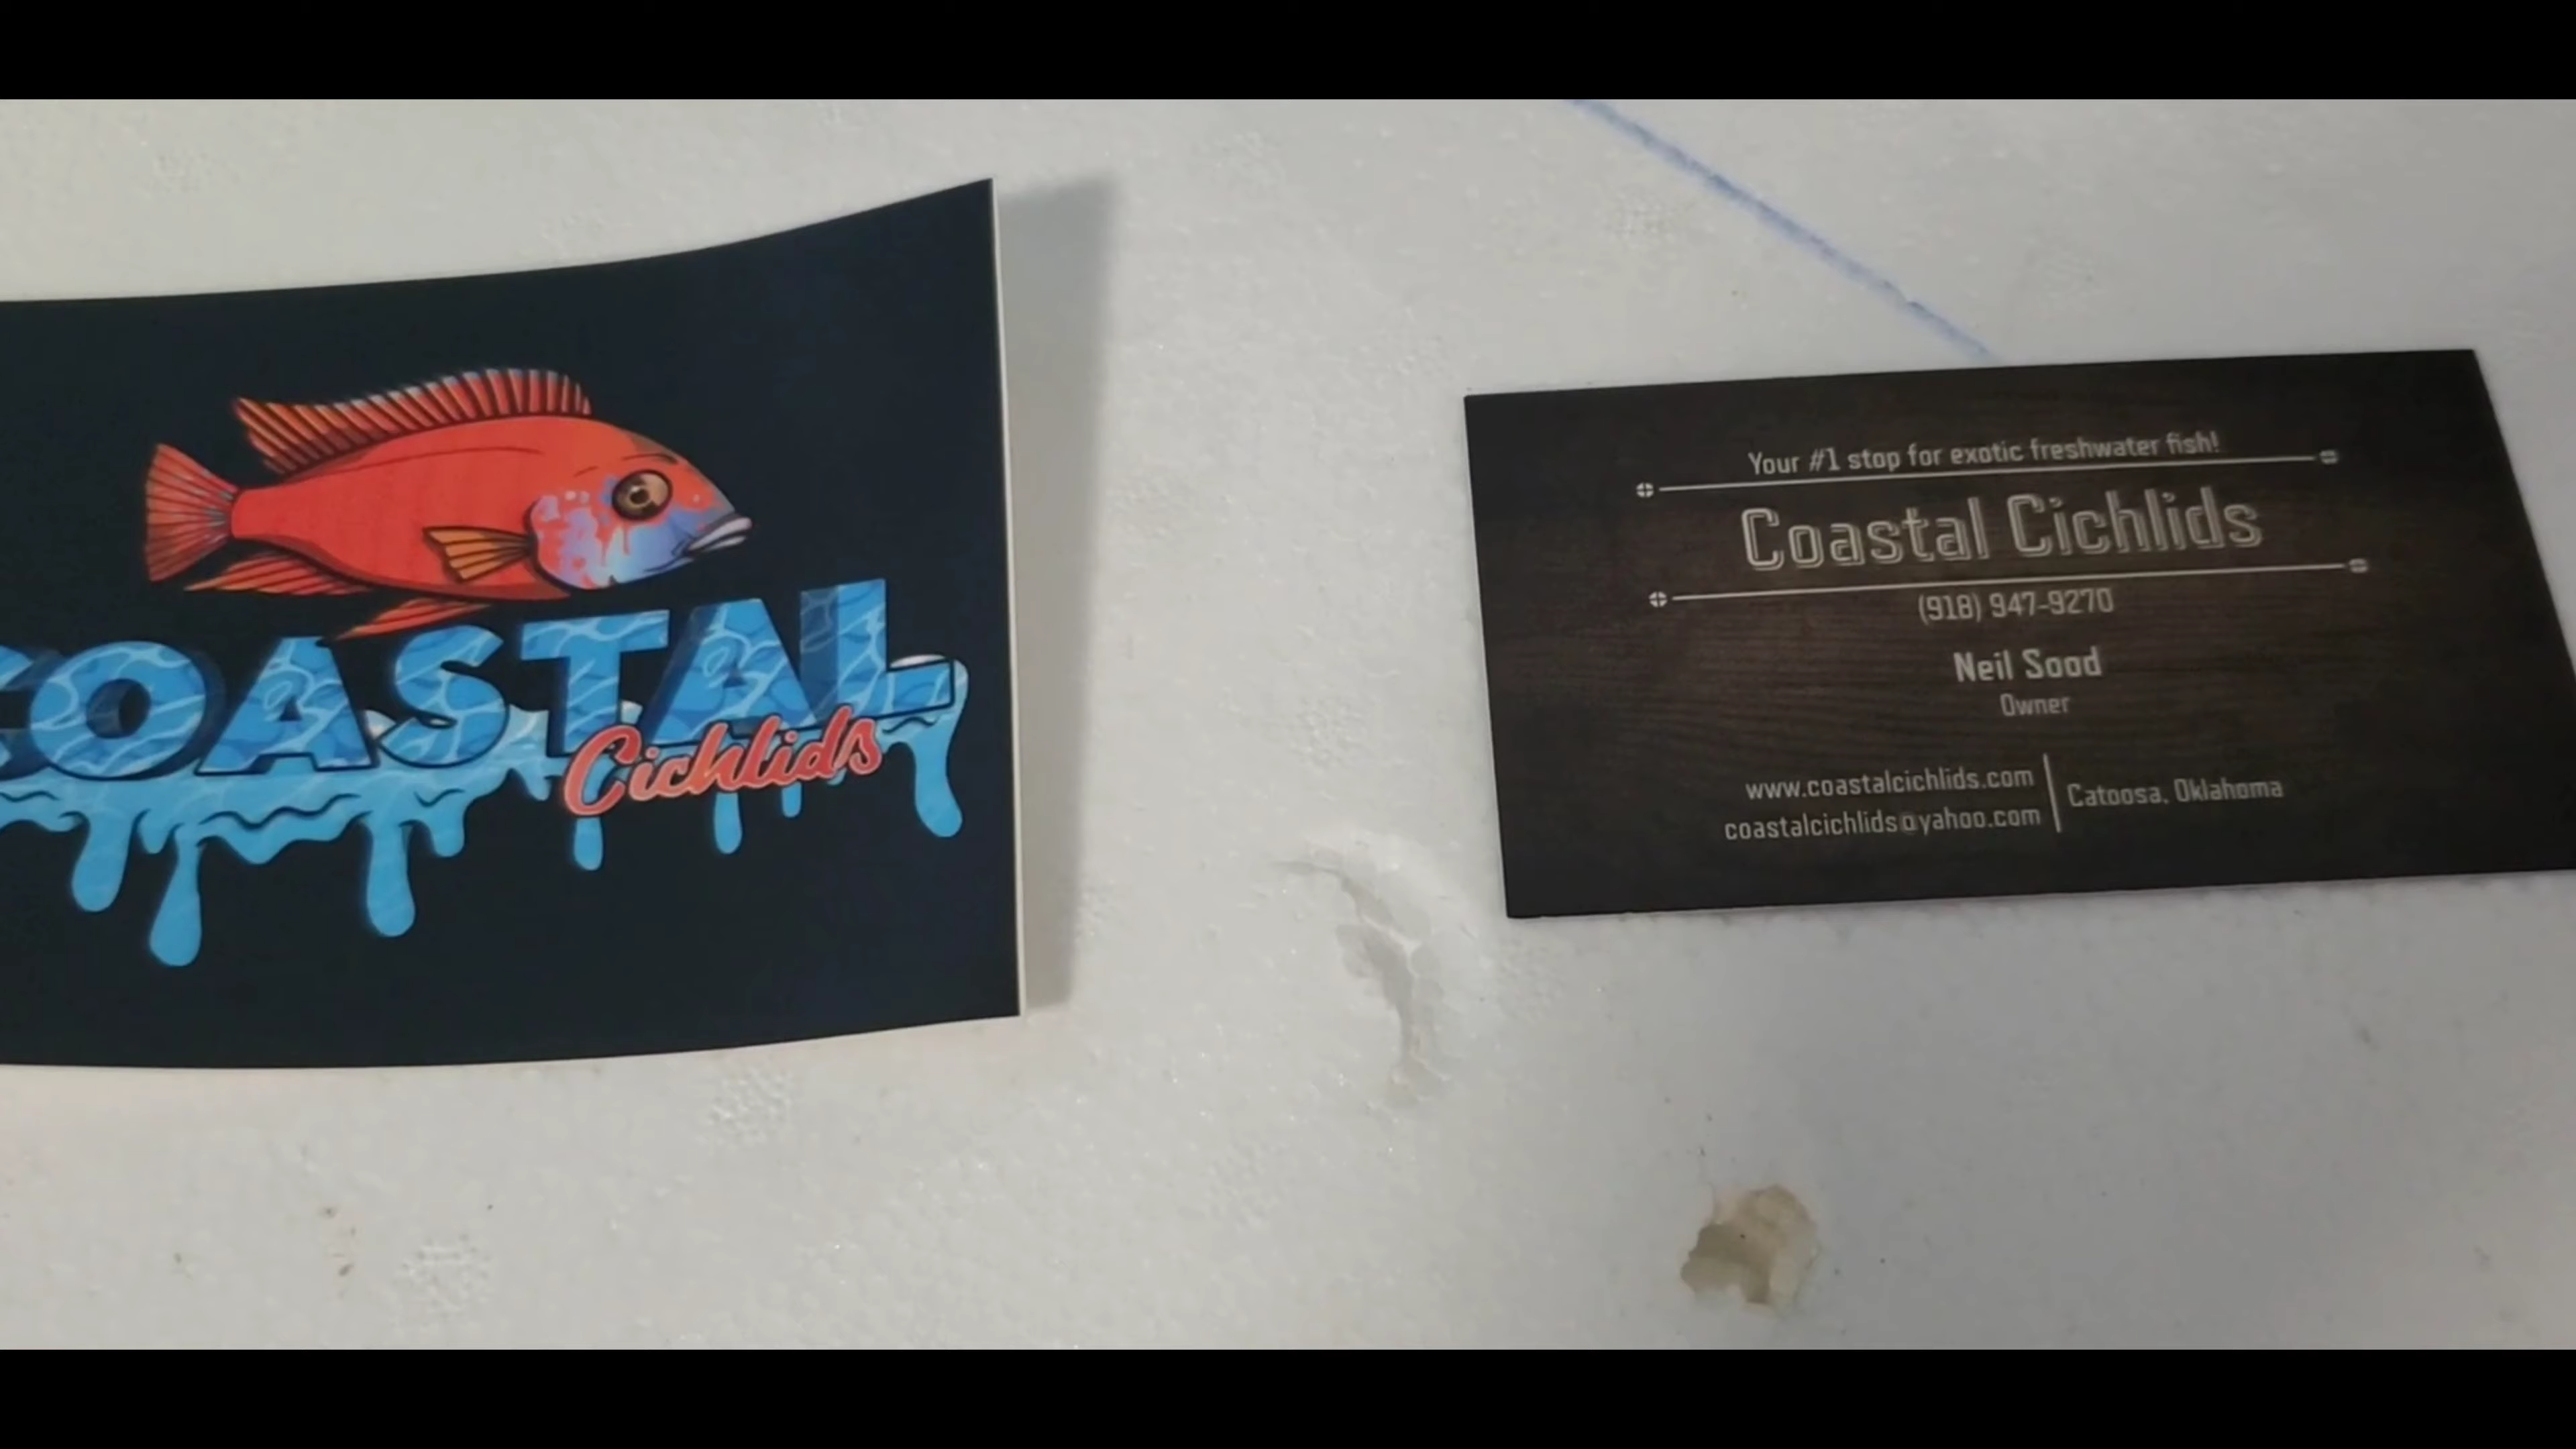 COASTAL
Cichlids
Your #1 stop for exotic freshwater fish!
Coastal Cichlids
(918) 947-9270
Neil Sood
Owner
www.coastalcichlids.com
coastalcichlids@yahoo.com
Catoosa, Oklahoma